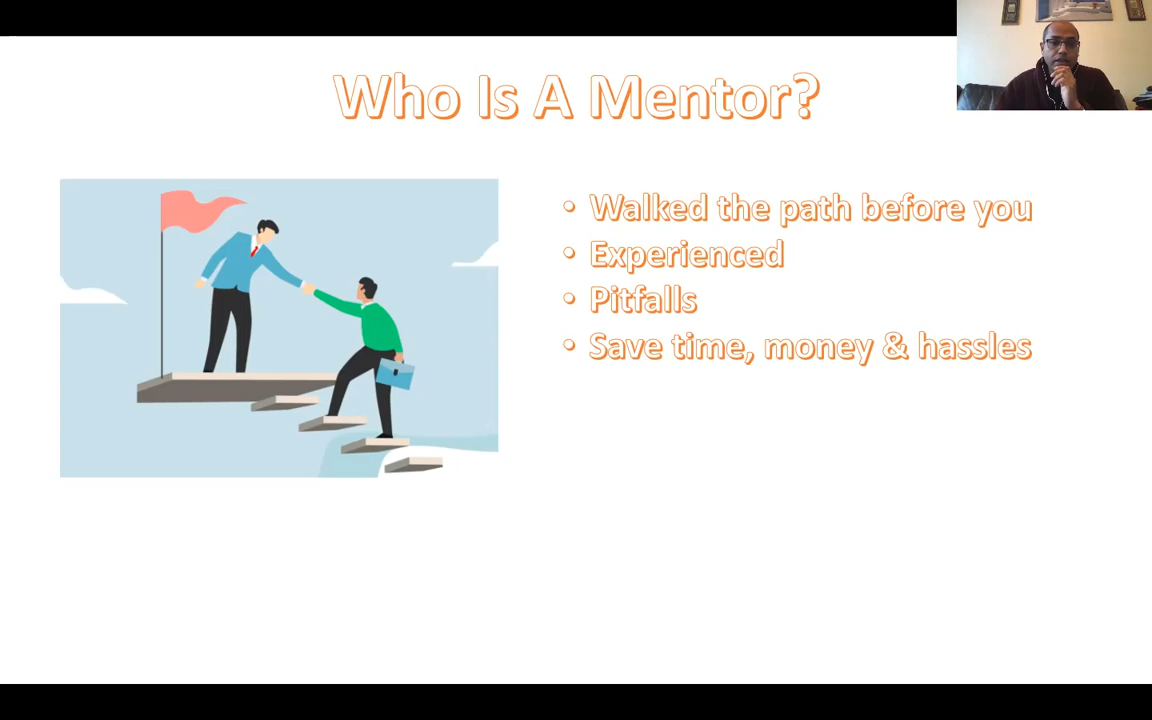 Who Is A Mentor?
• Walked the path before you
• Experienced
• Pitfalls
• Save time, money & hassles